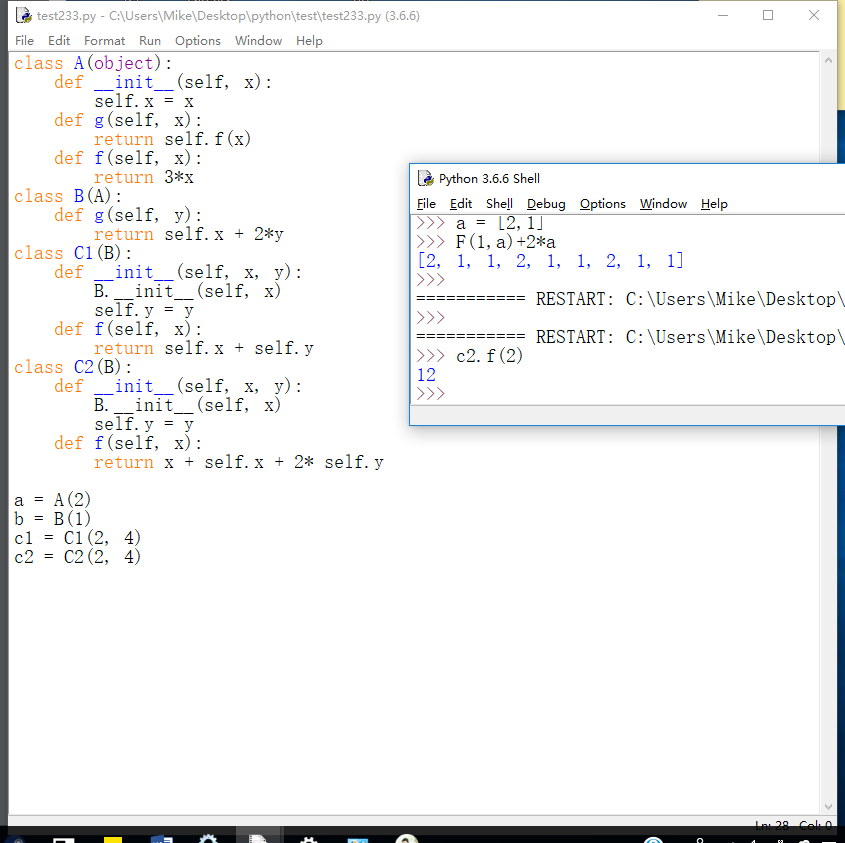 test233.py - C:\Users\Mike\Desktop\python\test\test233.py (3.6.6)
File Edit Format Run Options Window Help
class A(object):
    def __init__(self, x):
        self.x = x
    def g(self, x):
        return self.f(x)
    def f(self, x):
        return 3*x
class B(A):
    def g(self, y):
        return self.x + 2*y
class C1(B):
    def __init__(self, x, y):
        B.__init__(self, x)
        self.y = y
    def f(self, x):
        return self.x + self.y
class C2(B):
    def __init__(self, x, y):
        B.__init__(self, x)
        self.y = y
    def f(self, x):
        return x + self.x + 2* self.y
a = A(2)
b = B(1)
c1 = C1(2, 4)
c2 = C2(2, 4)
Python 3.6.6 Shell
File Edit Shell Debug Options Window Help
>>> a = [2,1]
>>> F(1,a)+2*a
[2, 1, 1, 2, 1, 1, 2, 1, 1]
>>>
=========== RESTART: C:\Users\Mike\Desktop\
>>>
=========== RESTART: C:\Users\Mike\Desktop\
>>> c2.f(2)
12
>>>
Ln: 28 Col: 0